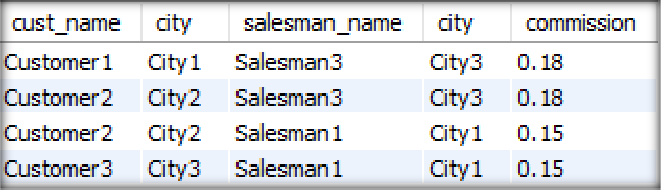 cust_name city salesman_name city commission
Customer1 City1 Salesman3 City3 0.18
Customer2 City2 Salesman3 City3 0.18
Customer2 City2 Salesman1 City1 0.15
Customer3 City3 Salesman1 City1 0.15